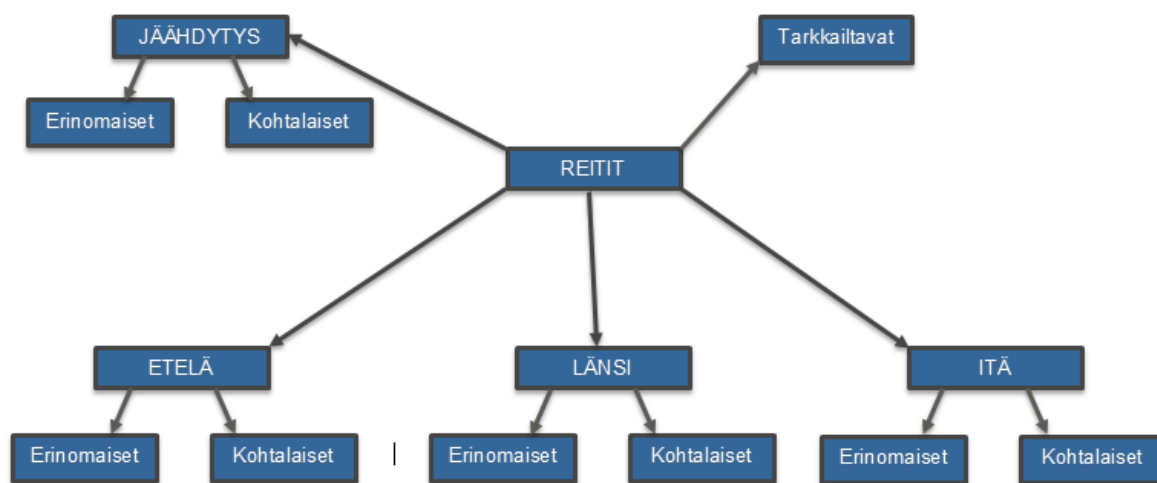 JÄÄHDYTYS
Tarkkailtavat
Erinomaiset
Kohtalaiset
REITIT
ETELÄ
LÄNSI
ITÄ
Erinomaiset
Kohtalaiset
Erinomaiset
Kohtalaiset
Erinomaiset
Kohtalaiset